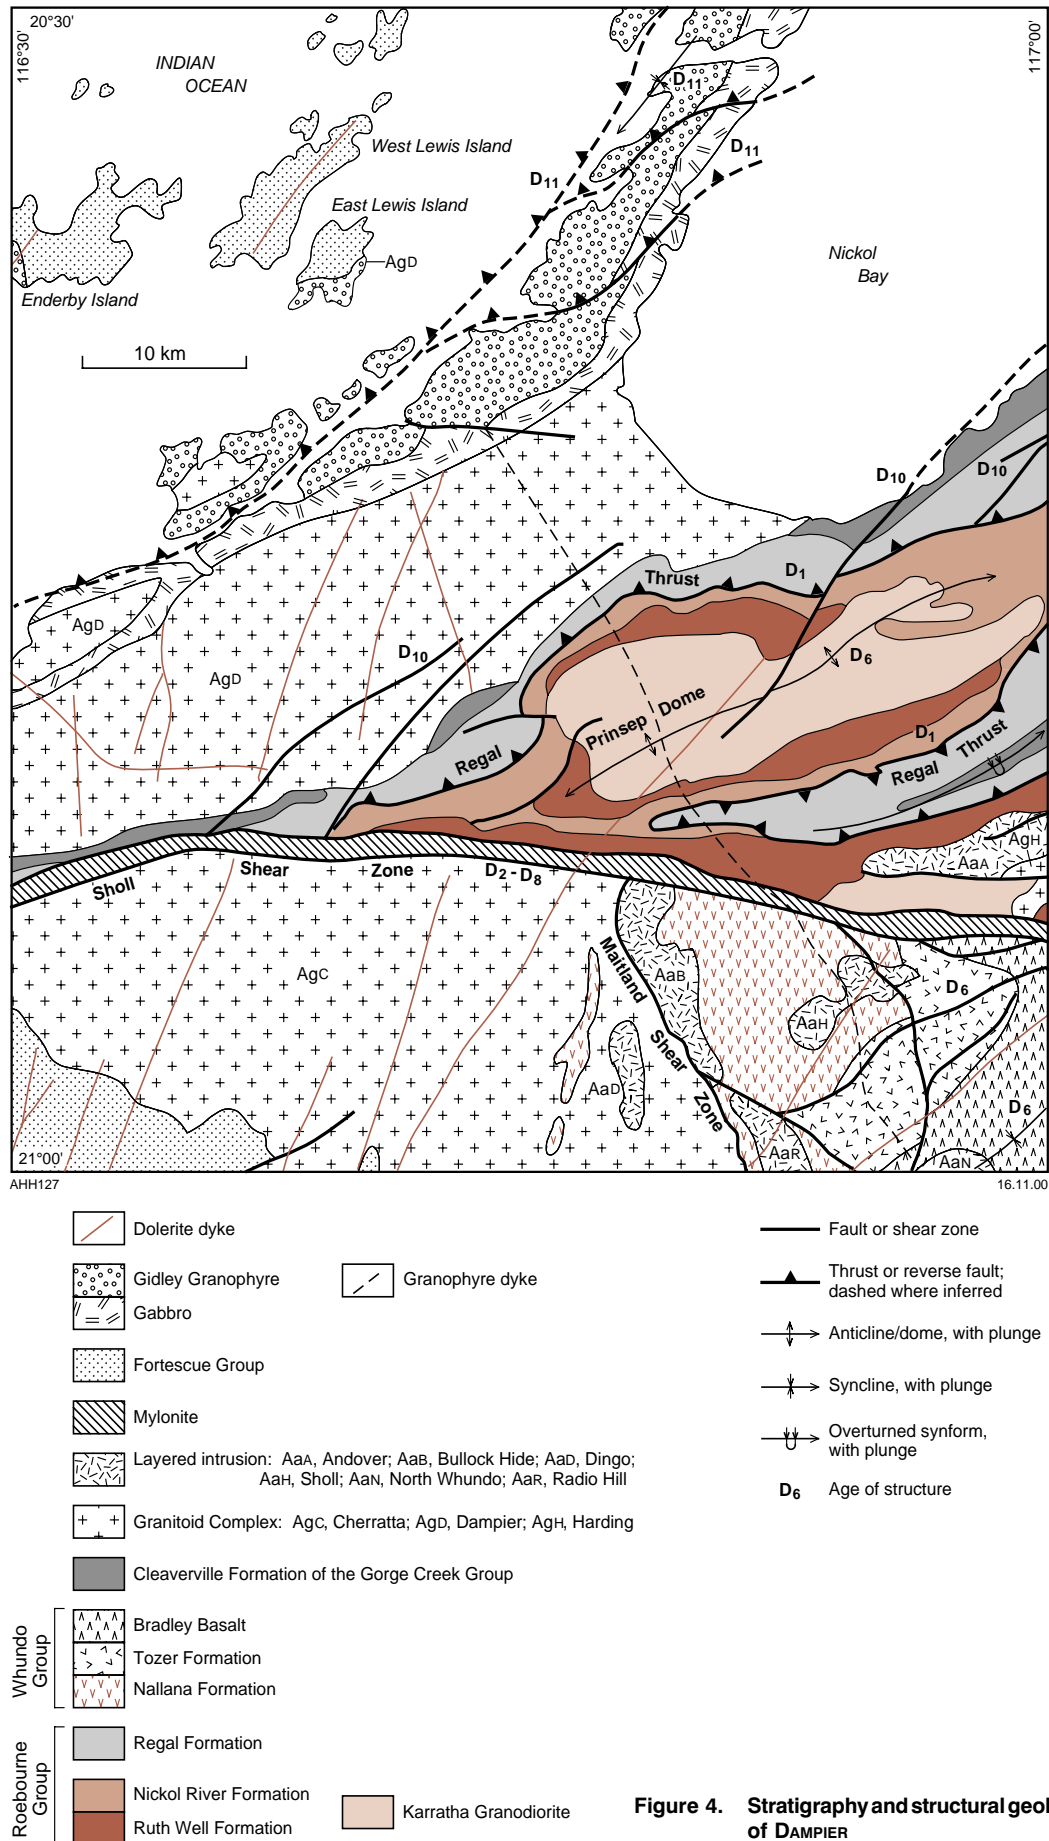 20°30'
116°30'
117°00'
INDIAN
OCEAN
D11
West Lewis Island
D11
D11
East Lewis Island
AgD
Nickol
Bay
Enderby Island
10 km
D10
D10
Thrust
D1
AgD
D10
D6
AgD
Prinsep Dome
D1
Regal
Regal Thrust
AgH
AaA
Sholl Shear Zone D2 - D8
Maitland Shear Zone
AgC
AaB
D6
AaH
AaD
D6
AaR
AaN
21°00'
AHH127
16.11.00
Dolerite dyke
Gidley Granophyre
Gabbro
Granophyre dyke
Fortescue Group
Mylonite
Layered intrusion: AaA, Andover; AaB, Bullock Hide; AaD, Dingo;
AaH, Sholl; AaN, North Whundo; AaR, Radio Hill
Granitoid Complex: AgC, Cherratta; AgD, Dampier; AgH, Harding
Cleaverville Formation of the Gorge Creek Group
Whundo
Group
Bradley Basalt
Tozer Formation
Nallana Formation
Roebourne
Group
Regal Formation
Nickol River Formation
Ruth Well Formation
Karratha Granodiorite
Fault or shear zone
Thrust or reverse fault;
dashed where inferred
Anticline/dome, with plunge
Syncline, with plunge
Overturned synform,
with plunge
D6 Age of structure
Figure 4. Stratigraphy and structural geol
of DAMPIER